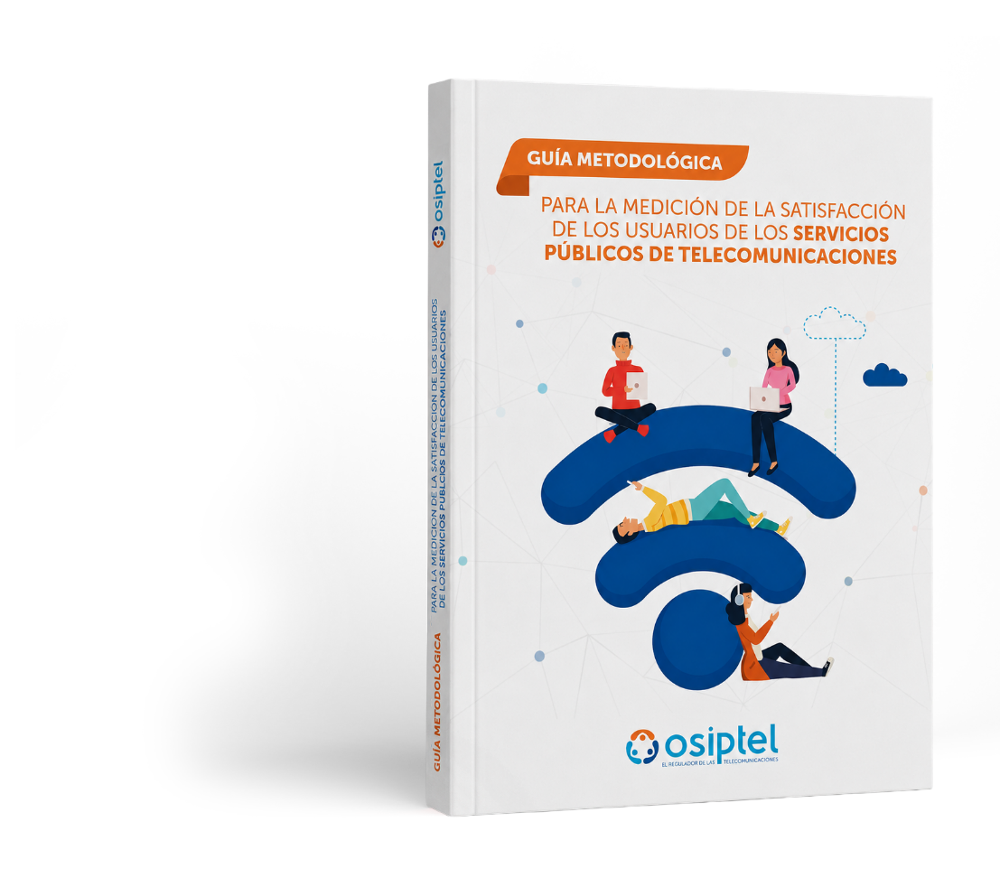 GUÍA METODOLÓGICA
PARA LA MEDICIÓN DE LA SATISFACCIÓN
DE LOS USUARIOS DE LOS SERVICIOS
PÚBLICOS DE TELECOMUNICACIONES
osiptel
EL REGULADOR DE LAS TELECOMUNICACIONES
GUÍA METODOLÓGICA
PARA LA MEDICIÓN DE LA SATISFACCIÓN DE LOS USUARIOS
DE LOS SERVICIOS PÚBLCIOS DE TELECOMUNICACIONES
osiptel